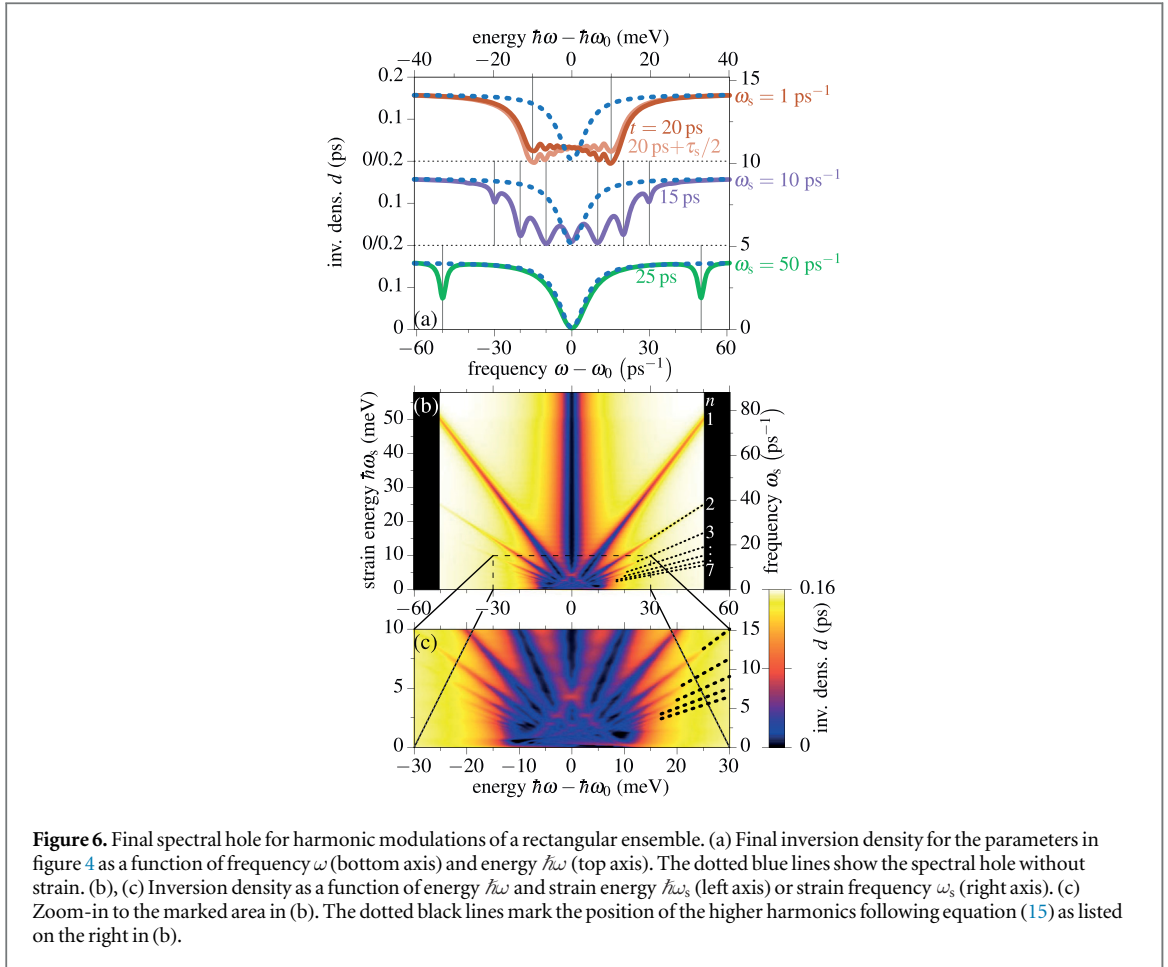 energy ℏω − ℏω₀ (meV)
−40 −20 0 20 40
0.2 15
ωs = 1 ps⁻¹
0.1
t = 20 ps
20 ps+τs/2
0/0.2 10
ωs = 10 ps⁻¹
inv. dens. d (ps)
0.1 15 ps
0/0.2 5
ωs = 50 ps⁻¹
0.1 25 ps
0 (a) 0
−60 −30 0 30 60
frequency ω − ω₀ (ps⁻¹)
(b) n
50 1 80
strain energy ℏωs (meV)
frequency ωs (ps⁻¹)
40 60
30
2 40
20
3
⋮ 20
10
7
0 0
−60 −30 0 30 60
0.16
10 (c) 15
10
5
5
0 0
0
inv. dens. d (ps)
−30 −20 −10 0 10 20 30
energy ℏω − ℏω₀ (meV)
Figure 6. Final spectral hole for harmonic modulations of a rectangular ensemble. (a) Final inversion density for the parameters in
figure 4 as a function of frequency ω (bottom axis) and energy ℏω (top axis). The dotted blue lines show the spectral hole without
strain. (b), (c) Inversion density as a function of energy ℏω and strain energy ℏωs (left axis) or strain frequency ωs (right axis). (c)
Zoom-in to the marked area in (b). The dotted black lines mark the position of the higher harmonics following equation (15) as listed
on the right in (b).